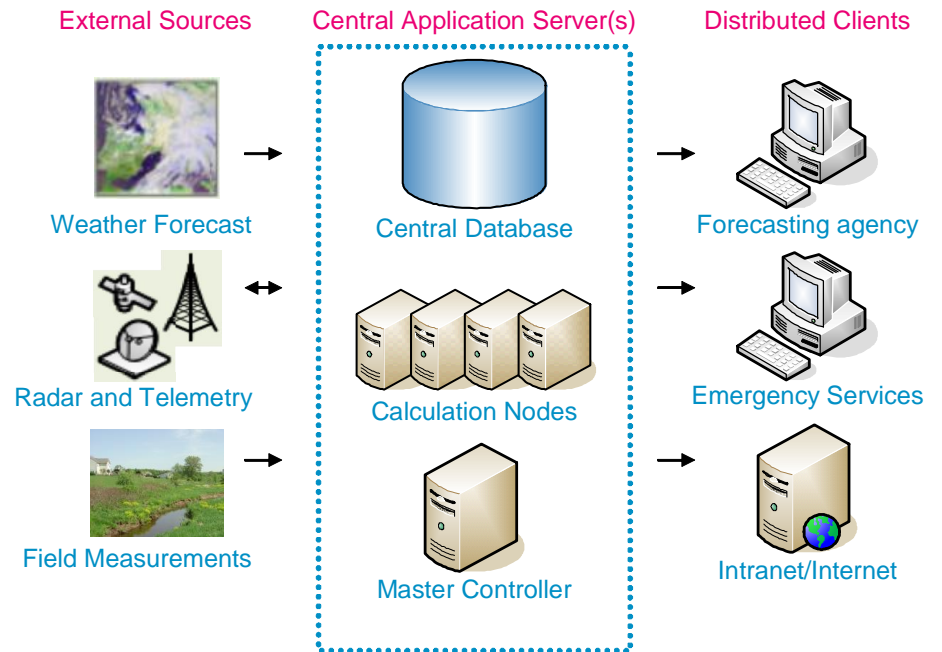 External Sources
Central Application Server(s)
Distributed Clients
Weather Forecast
Central Database
Forecasting agency
Radar and Telemetry
Calculation Nodes
Emergency Services
Field Measurements
Master Controller
Intranet/Internet